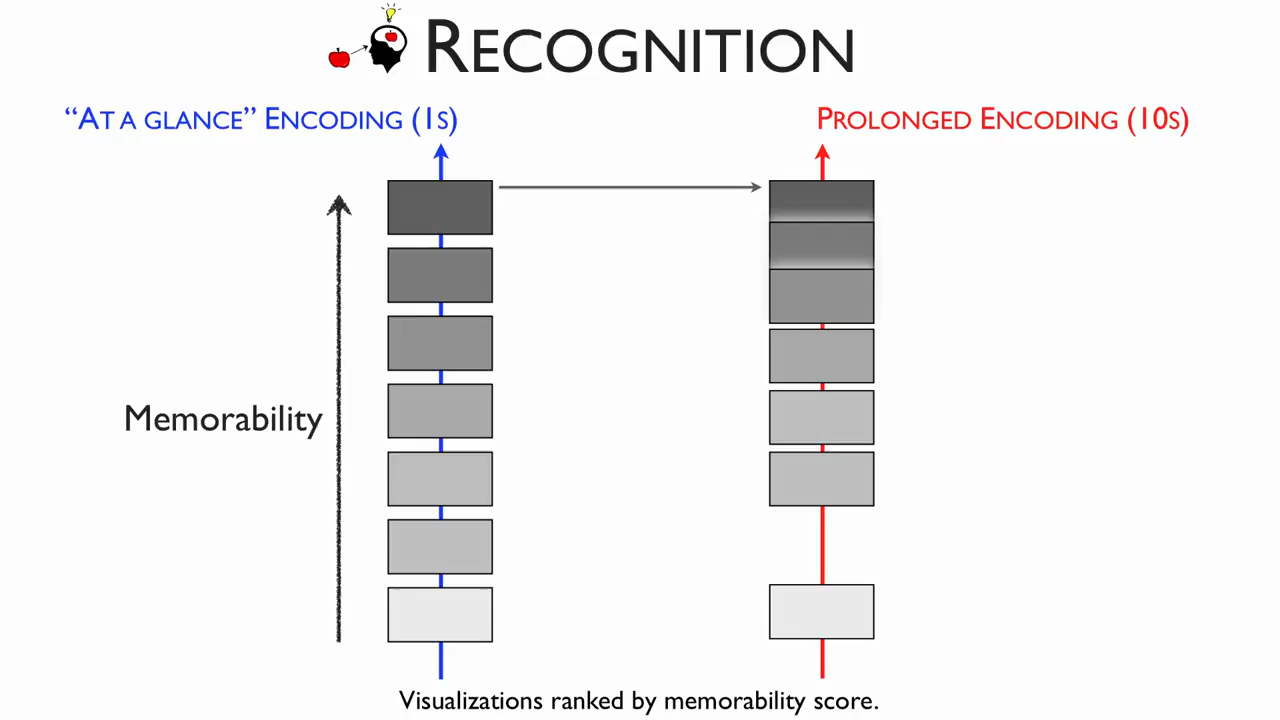 RECOGNITION
“AT A GLANCE” ENCODING (1S)
PROLONGED ENCODING (10S)
Memorability
Visualizations ranked by memorability score.